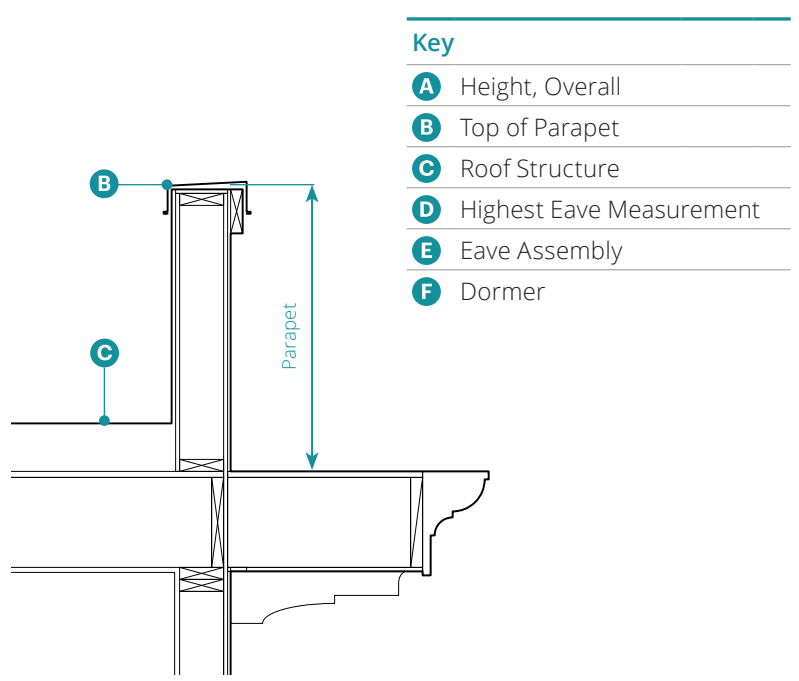 Key
A Height, Overall
B Top of Parapet
C Roof Structure
D Highest Eave Measurement
E Eave Assembly
F Dormer
B
Parapet
C